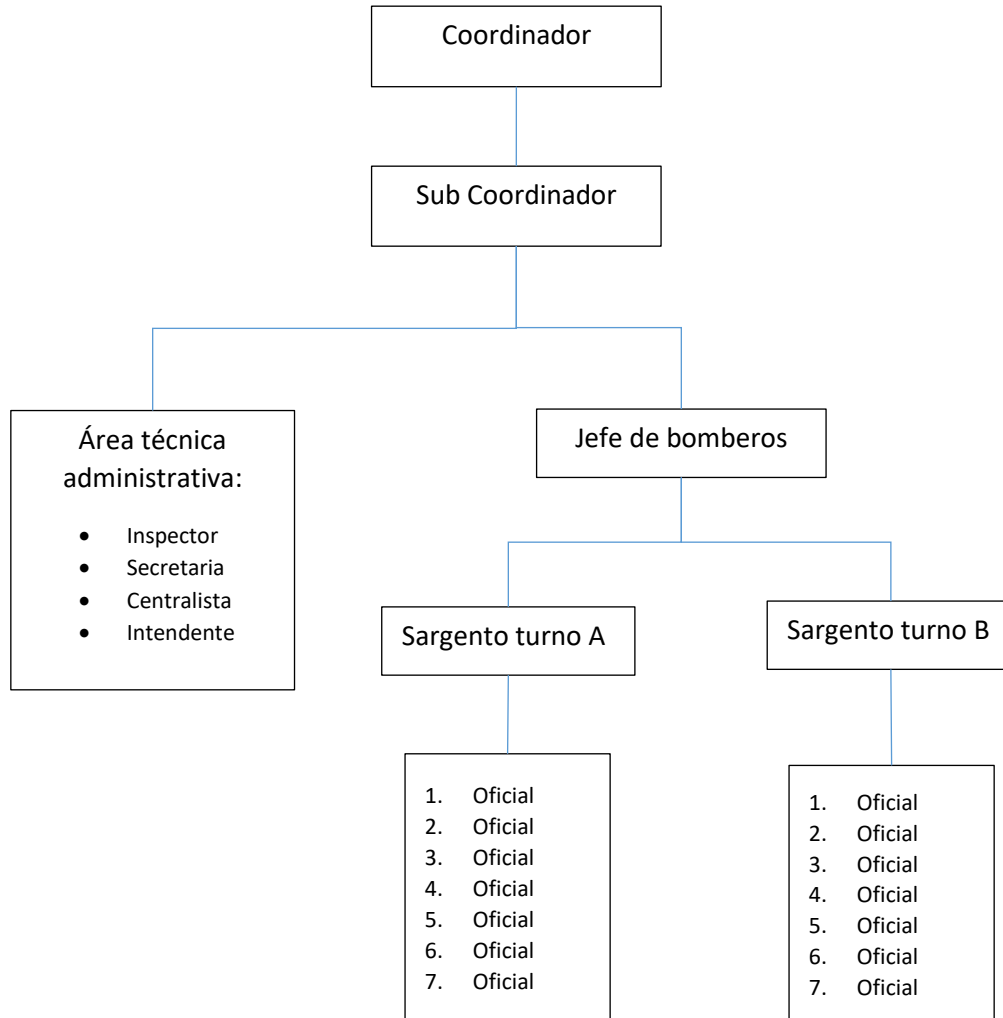 Coordinador
Sub Coordinador
Área técnica
administrativa:
• Inspector
• Secretaria
• Centralista
• Intendente
Jefe de bomberos
Sargento turno A
Sargento turno B
1. Oficial
2. Oficial
3. Oficial
4. Oficial
5. Oficial
6. Oficial
7. Oficial
1. Oficial
2. Oficial
3. Oficial
4. Oficial
5. Oficial
6. Oficial
7. Oficial